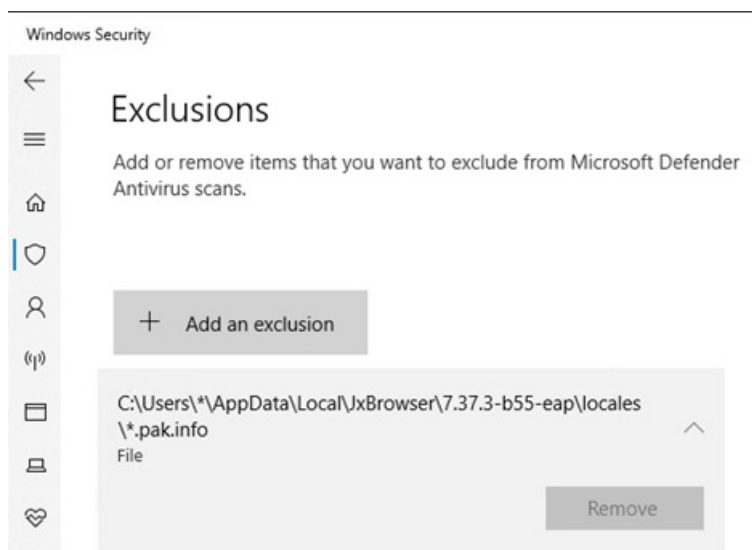 Windows Security
Exclusions
Add or remove items that you want to exclude from Microsoft Defender
Antivirus scans.
Add an exclusion
C:\Users\*\AppData\Local\JxBrowser\7.37.3-b55-eap\locales
\*.pak.info
File
Remove